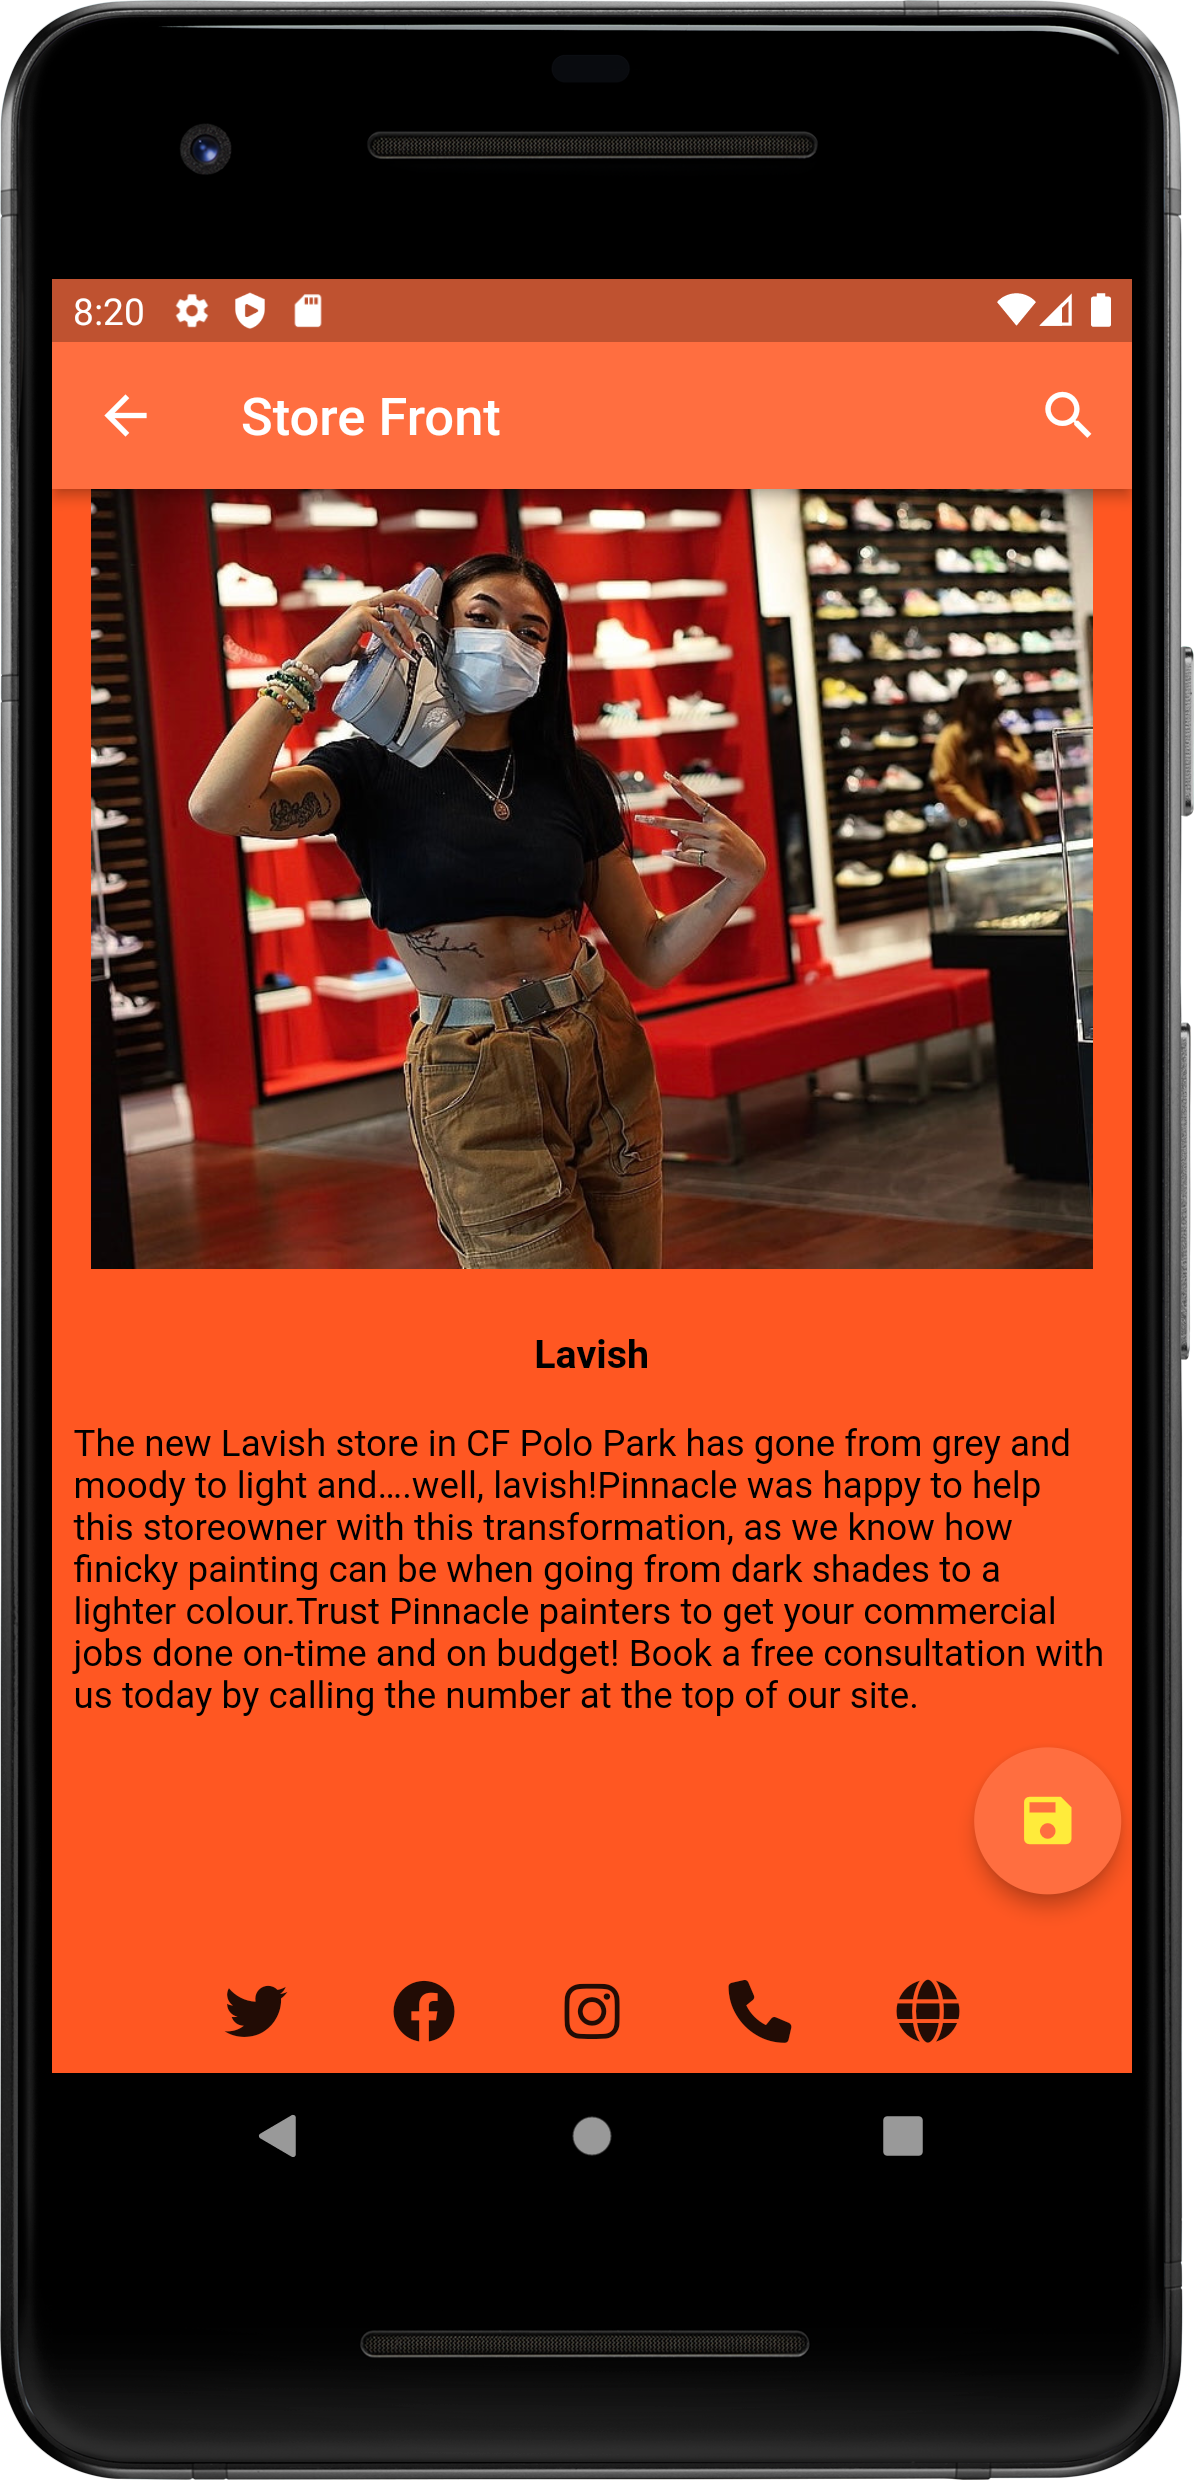 8:20
Store Front
Lavish
The new Lavish store in CF Polo Park has gone from grey and
moody to light and....well, lavish!Pinnacle was happy to help
this storeowner with this transformation, as we know how
finicky painting can be when going from dark shades to a
lighter colour.Trust Pinnacle painters to get your commercial
jobs done on-time and on budget! Book a free consultation with
us today by calling the number at the top of our site.